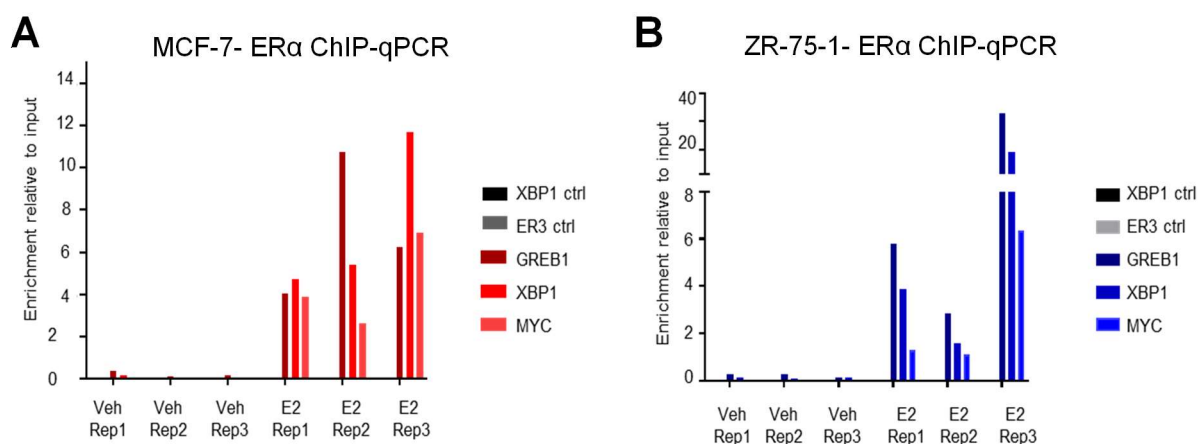 A
MCF-7- ERα ChIP-qPCR
Enrichment relative to input
14
12
10
8
6
4
2
0
Veh
Rep1
Veh
Rep2
Veh
Rep3
E2
Rep1
E2
Rep2
E2
Rep3
XBP1 ctrl
ER3 ctrl
GREB1
XBP1
MYC
B
ZR-75-1- ERα ChIP-qPCR
Enrichment relative to input
40
20
8
6
4
2
0
Veh
Rep1
Veh
Rep2
Veh
Rep3
E2
Rep1
E2
Rep2
E2
Rep3
XBP1 ctrl
ER3 ctrl
GREB1
XBP1
MYC